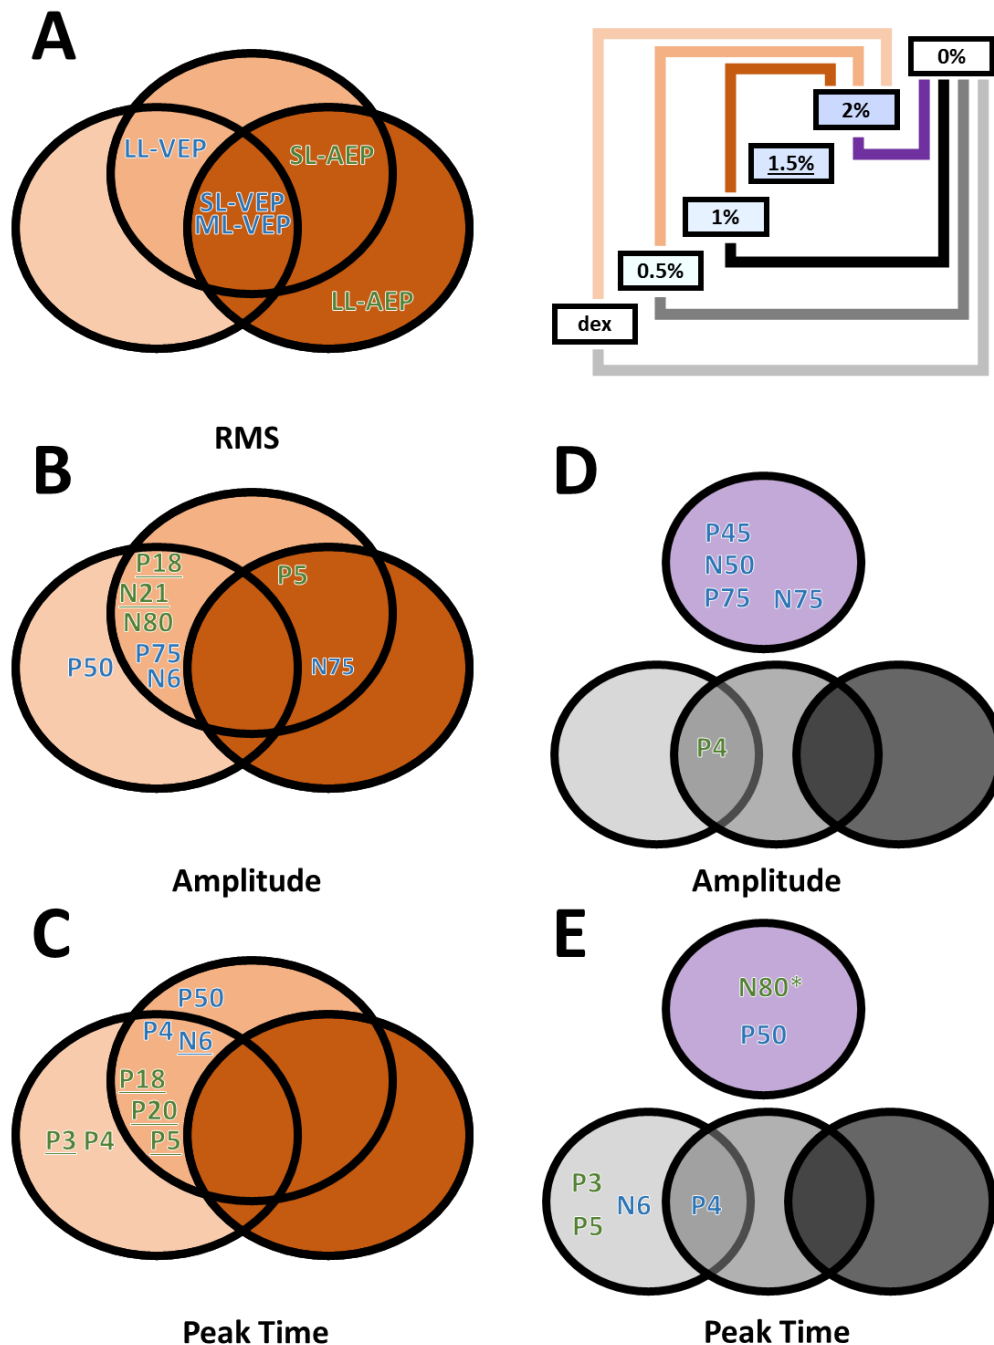 A
LL-VEP
SL-AEP
SL-VEP
ML-VEP
LL-AEP
RMS
0%
2%
1.5%
1%
0.5%
dex
B
P18
N21
N80
P75
N6
P50
P5
N75
Amplitude
D
P45
N50
P75 N75
P4
Amplitude
C
P50
P4 N6
P18
P20
P3 P4 P5
Peak Time
E
N80*
P50
P3
N6 P4
P5
Peak Time